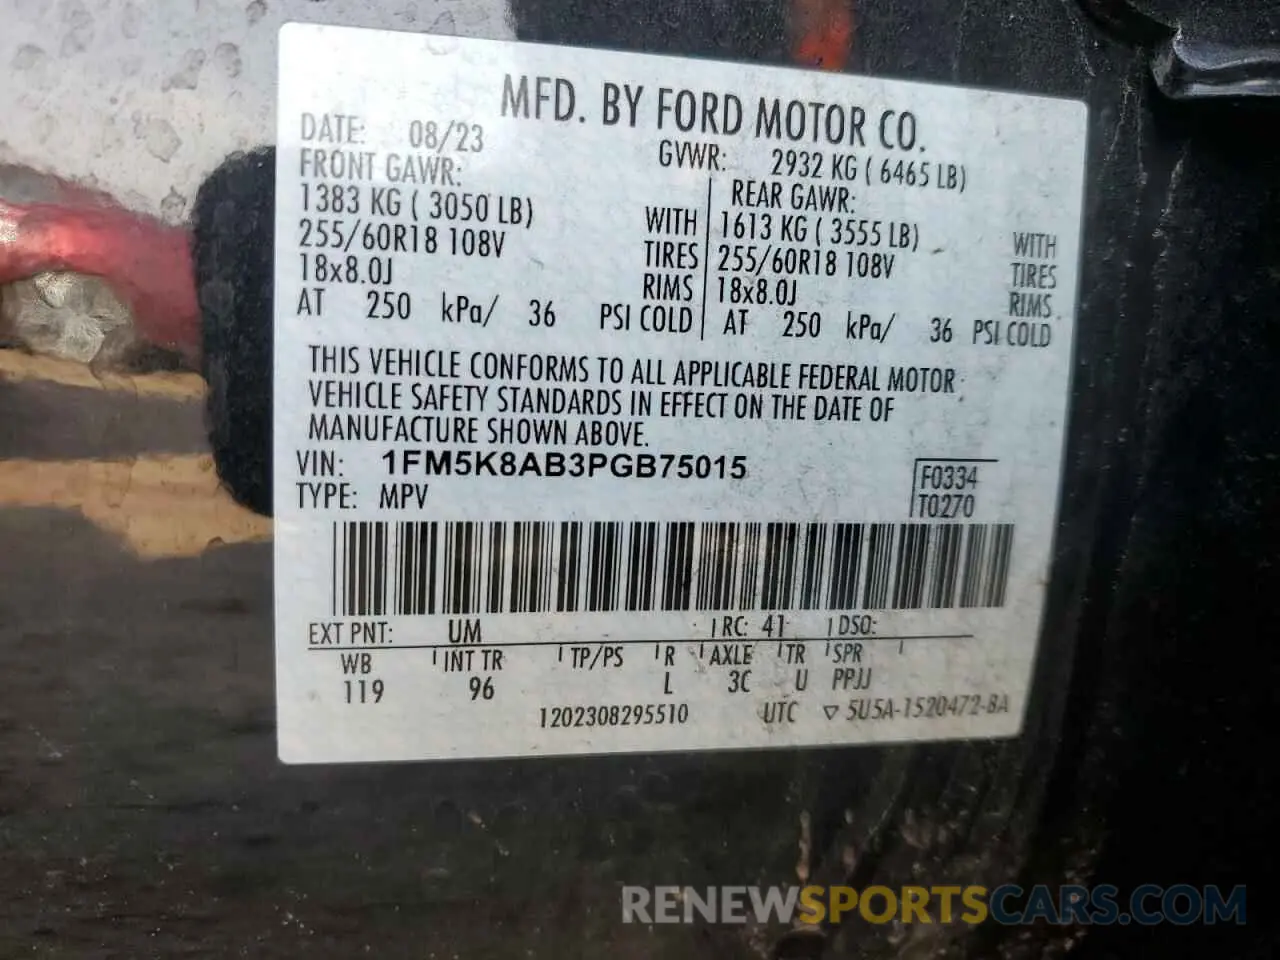 MFD. BY FORD MOTOR CO.
DATE: 08/23
GVWR: 2932 KG ( 6465 LB)
FRONT GAWR:
REAR GAWR:
1383 KG ( 3050 LB) WITH
1613 KG ( 3555 LB) WITH
255/60R18 108V TIRES
255/60R18 108V TIRES
18x8.0J RIMS
18x8.0J RIMS
AT 250 kPa/ 36 PSI COLD
AT 250 kPa/ 36 PSI COLD
THIS VEHICLE CONFORMS TO ALL APPLICABLE FEDERAL MOTOR
VEHICLE SAFETY STANDARDS IN EFFECT ON THE DATE OF
MANUFACTURE SHOWN ABOVE.
VIN: 1FM5K8AB3PGB75015
TYPE: MPV
F0334
T0270
EXT PNT: UM RC: 41 DSO:
WB INT TR TP/PS R AXLE TR SPR
119 96 L 3C U PPJJ
1202308295510 UTC ▽ 5U5A-1520472-BA
RENEWSPORTSCARS.COM